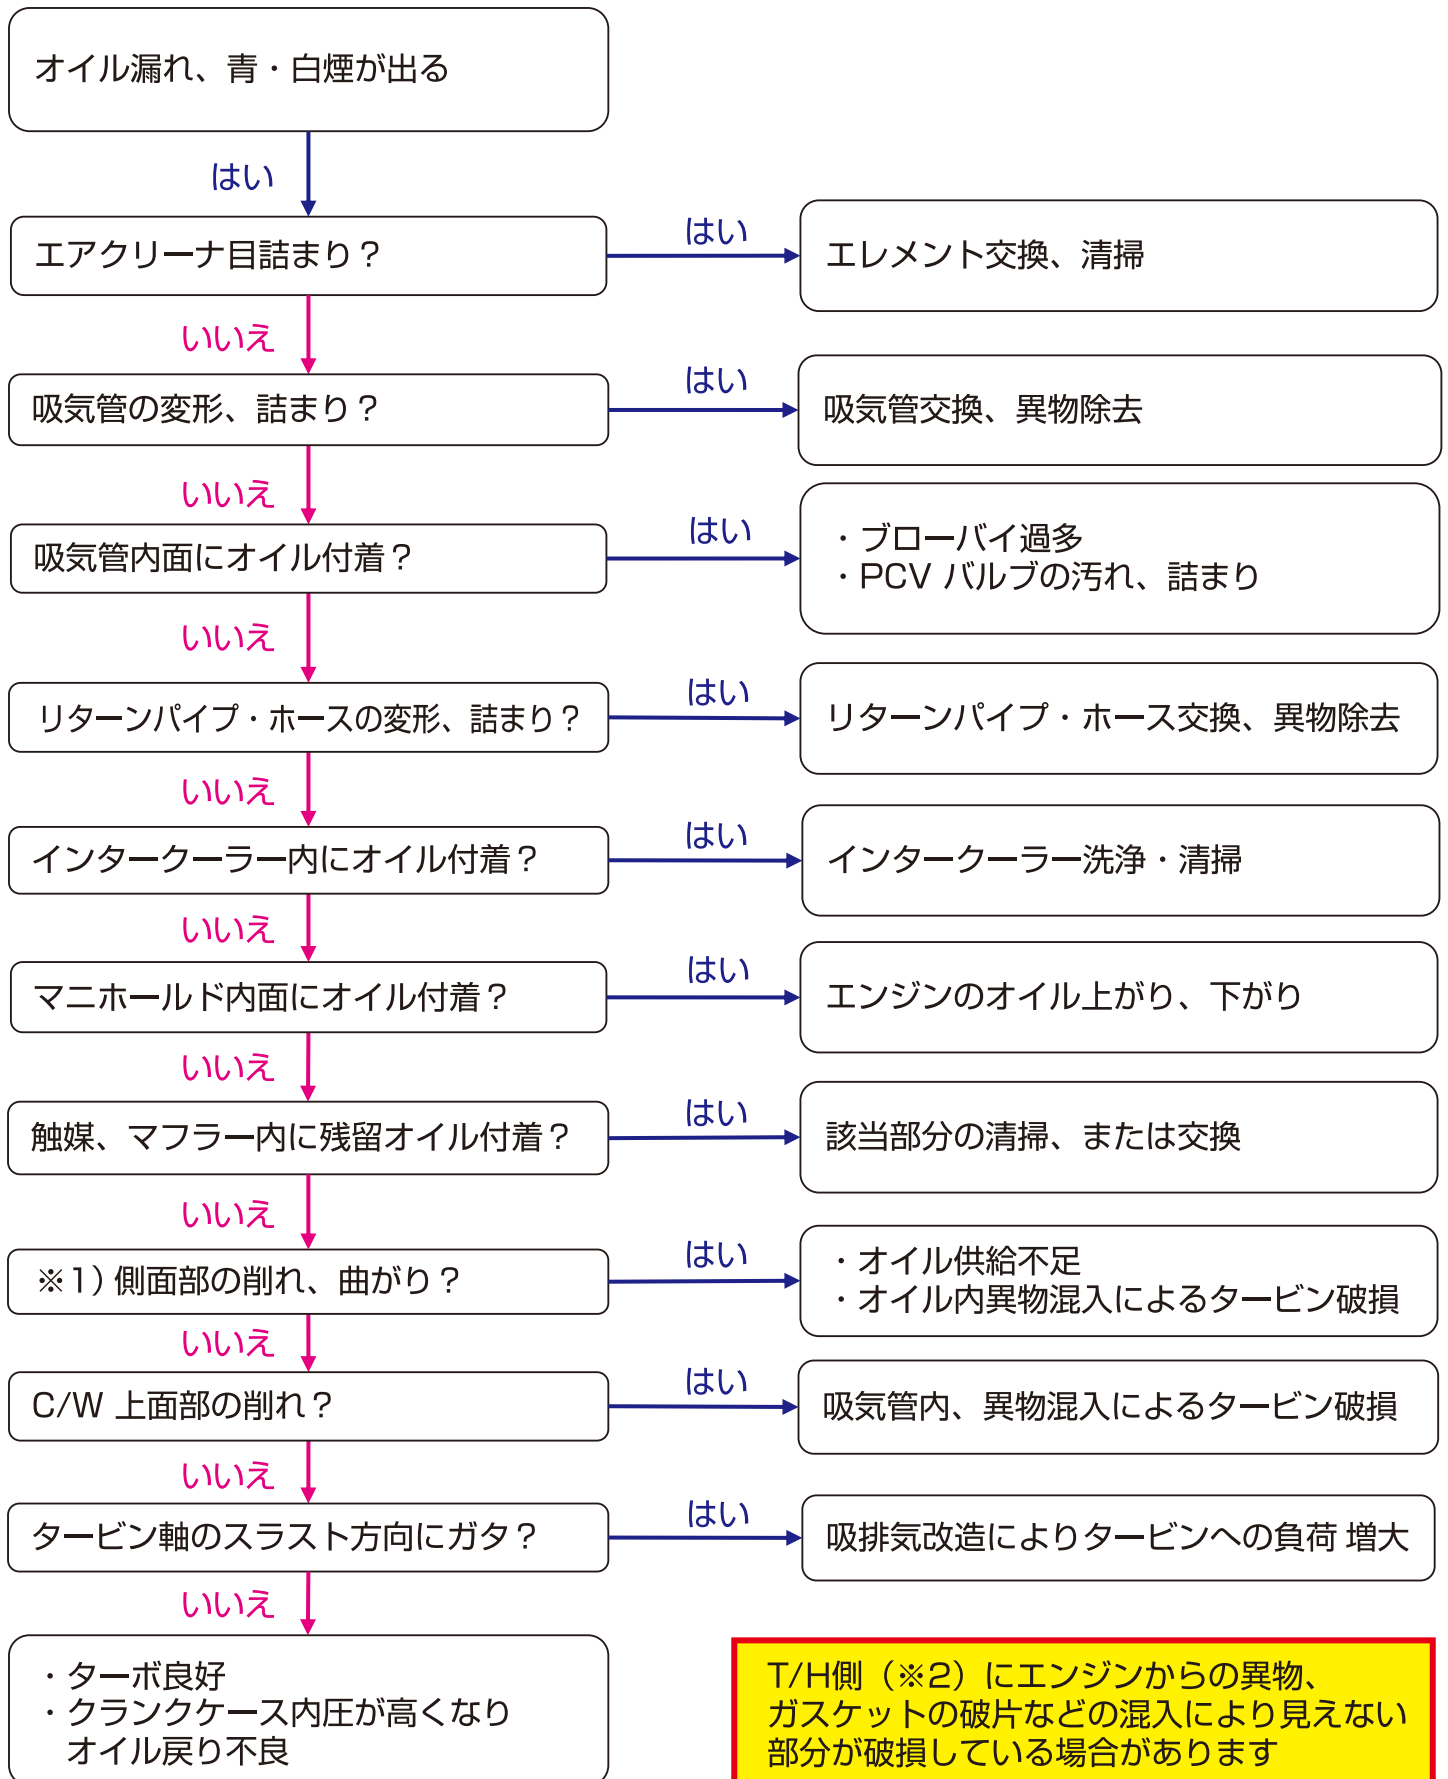 オイル漏れ、青・白煙が出る
はい
エアクリーナ目詰まり？
はい
エレメント交換、清掃
いいえ
吸気管の変形、詰まり？
はい
吸気管交換、異物除去
いいえ
吸気管内面にオイル付着？
はい
・ブローバイ過多
・PCV バルブの汚れ、詰まり
いいえ
リターンパイプ・ホースの変形、詰まり？
はい
リターンパイプ・ホース交換、異物除去
いいえ
インタークーラー内にオイル付着？
はい
インタークーラー洗浄・清掃
いいえ
マニホールド内面にオイル付着？
はい
エンジンのオイル上がり、下がり
いいえ
触媒、マフラー内に残留オイル付着？
はい
該当部分の清掃、または交換
いいえ
※1）側面部の削れ、曲がり？
はい
・オイル供給不足
・オイル内異物混入によるタービン破損
いいえ
C/W 上面部の削れ？
はい
吸気管内、異物混入によるタービン破損
いいえ
タービン軸のスラスト方向にガタ？
はい
吸排気改造によりタービンへの負荷 増大
いいえ
・ターボ良好
・クランクケース内圧が高くなり
オイル戻り不良
T/H側（※2）にエンジンからの異物、
ガスケットの破片などの混入により見えない
部分が破損している場合があります